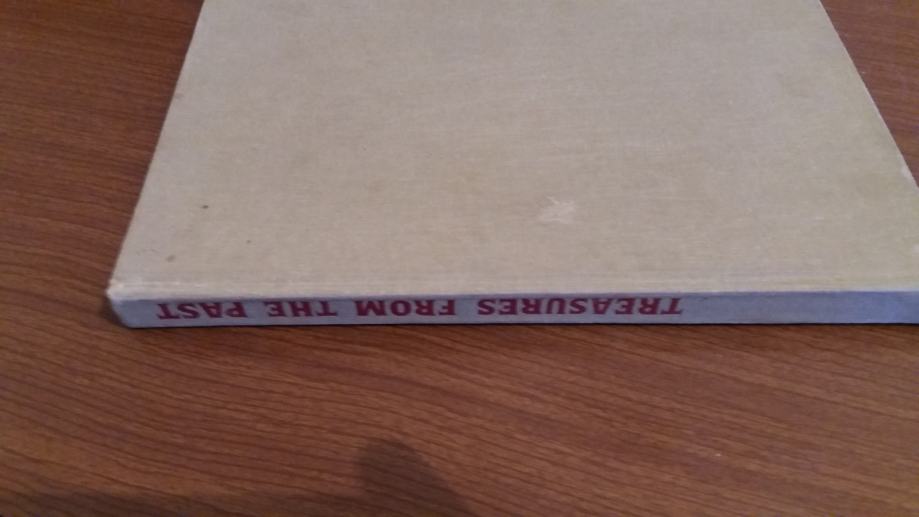 TREASURES FROM THE PAST